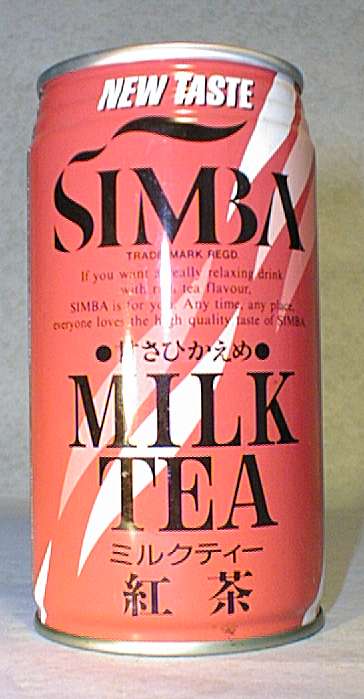 NEW TASTE
SIMBA
TRADE MARK REGD.
If you want a really relaxing drink
with rich tea flavour,
SIMBA is for you. Any time, any place,
everyone loves the high quality taste of SIMBA.
●甘さひかえめ●
MILK
TEA
ミルクティー
紅茶